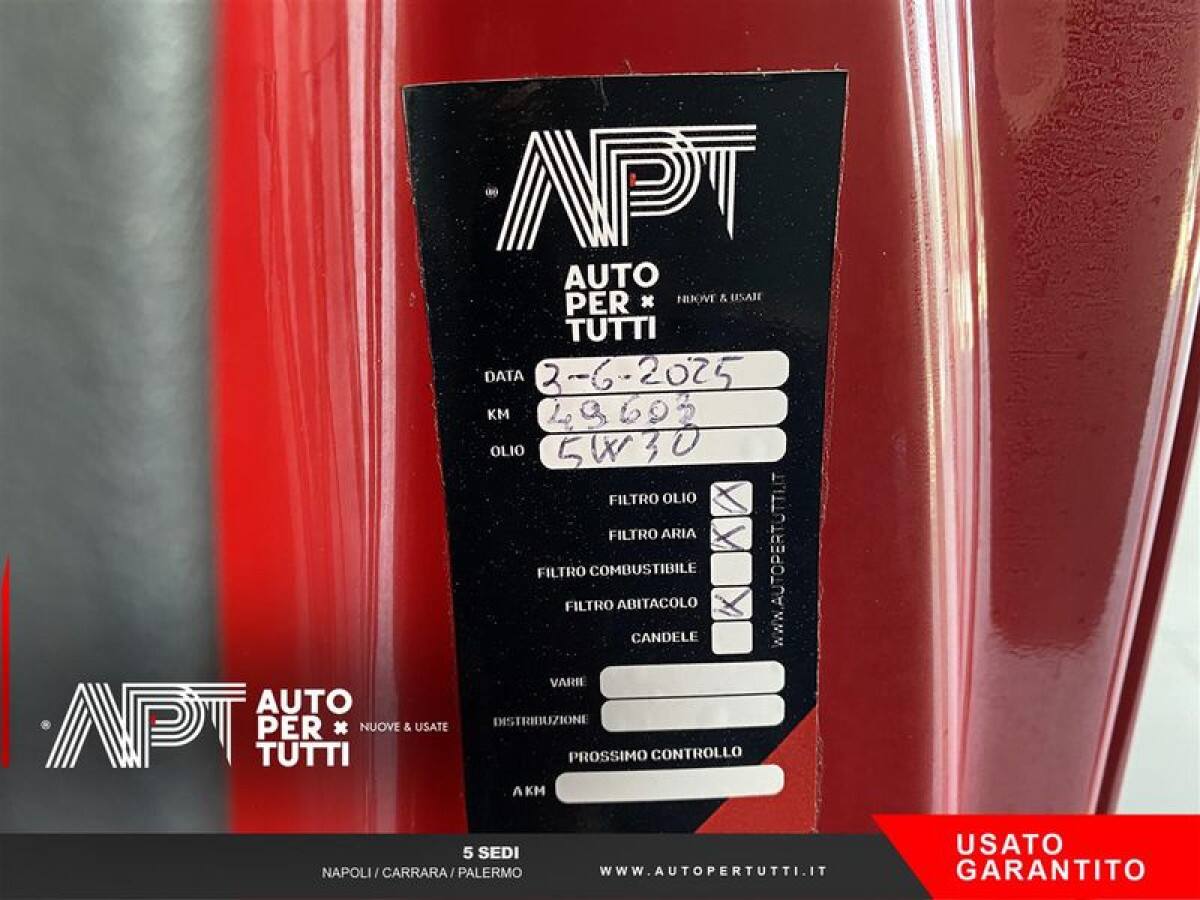 ® APT
AUTO
PER × NUOVE & USATE
TUTTI
DATA 3-6-2025
KM 49603
OLIO 5W30
FILTRO OLIO X
FILTRO ARIA X
FILTRO COMBUSTIBILE
FILTRO ABITACOLO X
CANDELE
WWW.AUTOPERTUTTI.IT
VARIE
DISTRIBUZIONE
PROSSIMO CONTROLLO
A KM
® APT
AUTO
PER × NUOVE & USATE
TUTTI
5 SEDI
NAPOLI / CARRARA / PALERMO
WWW.AUTOPERTUTTI.IT
USATO
GARANTITO